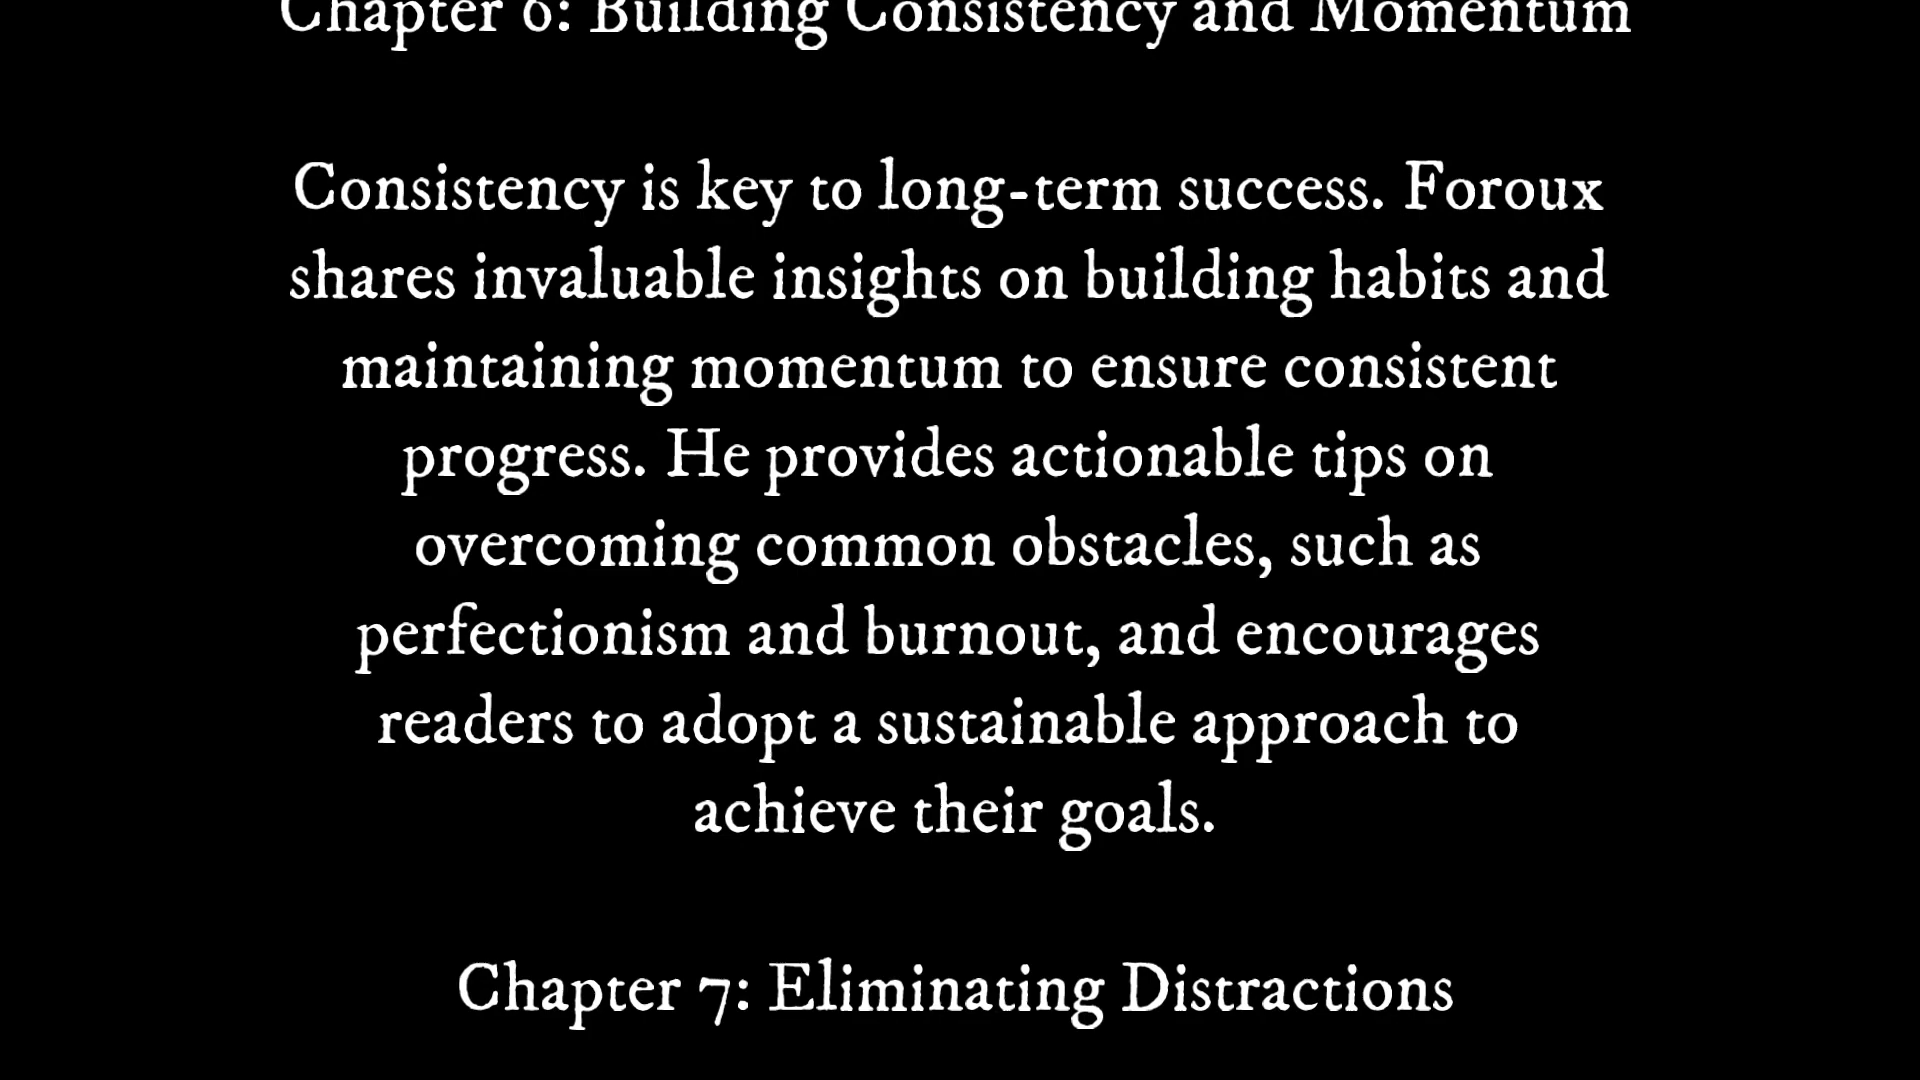 Chapter 6: Building Consistency and Momentum
Consistency is key to long-term success. Foroux
shares invaluable insights on building habits and
maintaining momentum to ensure consistent
progress. He provides actionable tips on
overcoming common obstacles, such as
perfectionism and burnout, and encourages
readers to adopt a sustainable approach to
achieve their goals.
Chapter 7: Eliminating Distractions